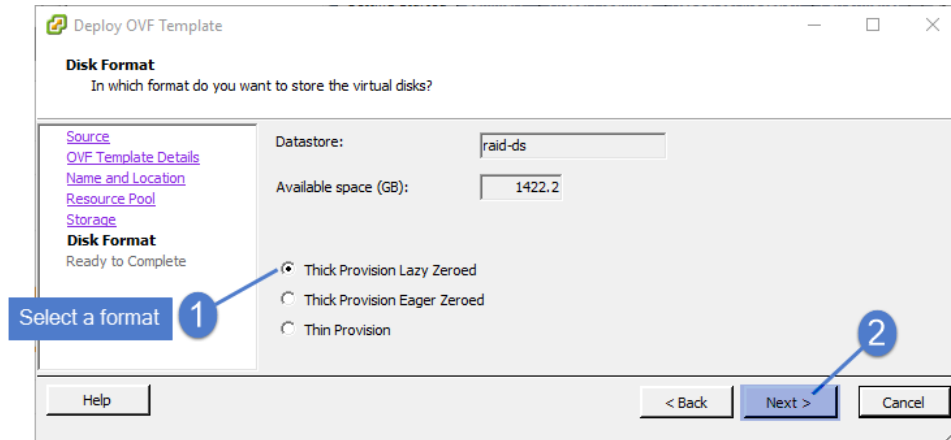 Deploy OVF Template
Disk Format
In which format do you want to store the virtual disks?
Source
OVF Template Details
Name and Location
Resource Pool
Storage
Disk Format
Ready to Complete
Datastore:
raid-ds
Available space (GB):
1422.2
Thick Provision Lazy Zeroed
Thick Provision Eager Zeroed
Thin Provision
Select a format
1
2
Help
< Back
Next >
Cancel